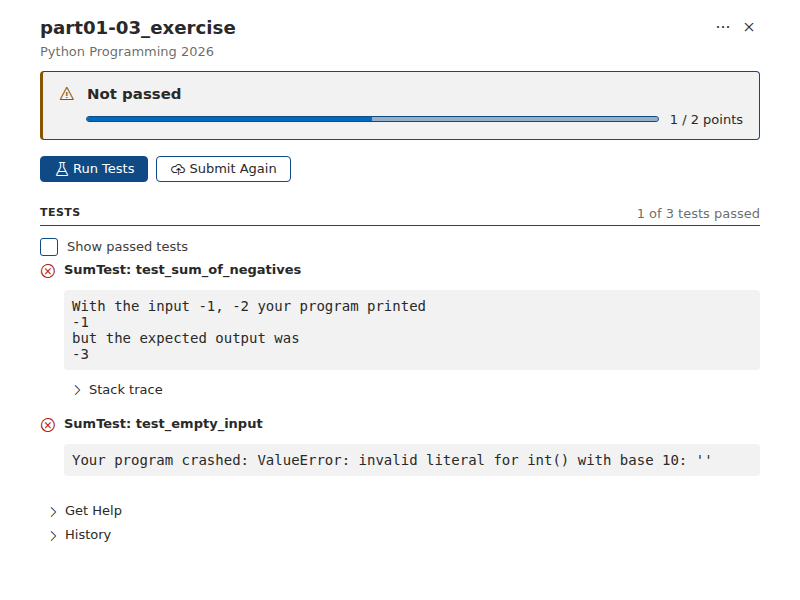 part01-03_exercise
Python Programming 2026
Not passed
1 / 2 points
Run Tests
Submit Again
TESTS
1 of 3 tests passed
Show passed tests
SumTest: test_sum_of_negatives
With the input -1, -2 your program printed
-1
but the expected output was
-3
Stack trace
SumTest: test_empty_input
Your program crashed: ValueError: invalid literal for int() with base 10: ''
Get Help
History